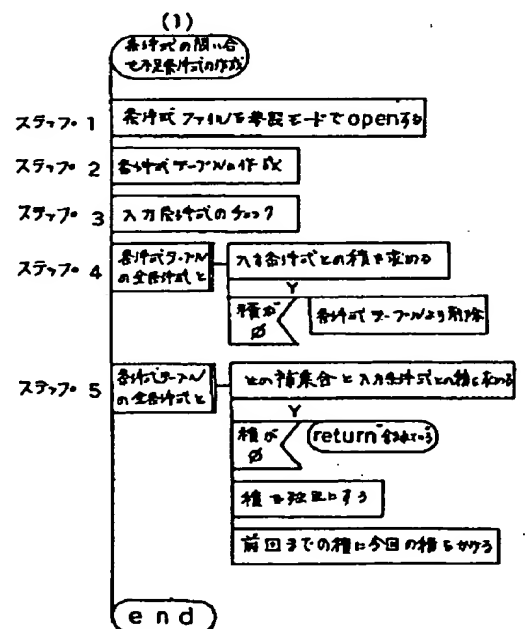 (1)
条件式の問い合
せ不足条件式の作成
ステップ 1
条件式ファイルを参照モードでopenする
ステップ 2
条件式テーブルの作成
ステップ 3
入力条件式のチェック
ステップ 4
条件式テーブル
の全条件式と
入力条件式との積を求める
Y
積が
φ
条件式テーブルより削除
ステップ 5
条件式テーブル
の全条件式と
との補集合と入力条件式との積を求める
Y
積が
φ
return
積を独立にする
前回までの積に今回の積をかける
end